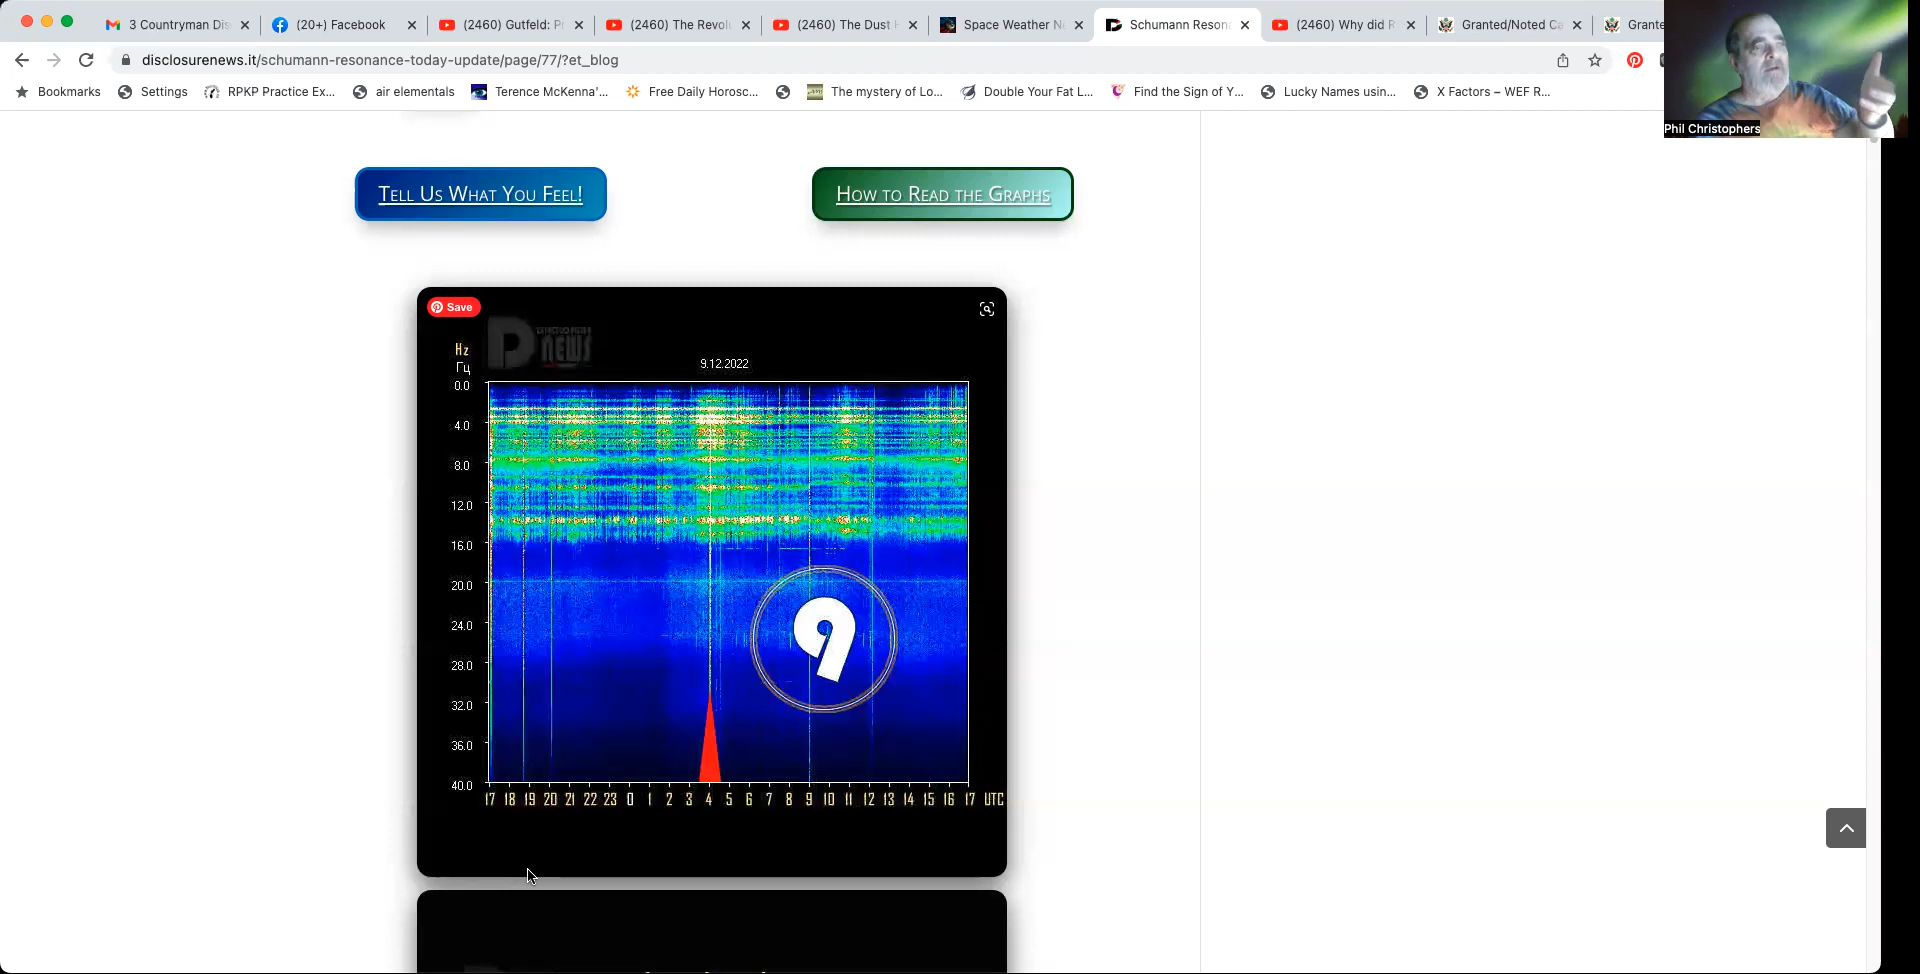 3 Countryman Dis
(20+) Facebook
(2460) Gutfeld: P
(2460) The Revol
(2460) The Dust
Space Weather N
Schumann Reson
(2460) Why did R
Granted/Noted Ca
Grante
disclosurenews.it/schumann-resonance-today-update/page/77/?et_blog
Bookmarks
Settings
RPKP Practice Ex...
air elementals
Terence McKenna'...
Free Daily Horosc...
The mystery of Lo...
Double Your Fat L...
Find the Sign of Y...
Lucky Names usin...
X Factors – WEF R...
Phil Christophers
Tell Us What You Feel!
How to Read the Graphs
Save
D NEWS
Hz
Гц
9.12.2022
0.0
4.0
8.0
12.0
16.0
20.0
24.0
28.0
32.0
36.0
40.0
9
17 18 19 20 21 22 23 0 1 2 3 4 5 6 7 8 9 10 11 12 13 14 15 16 17 UTC